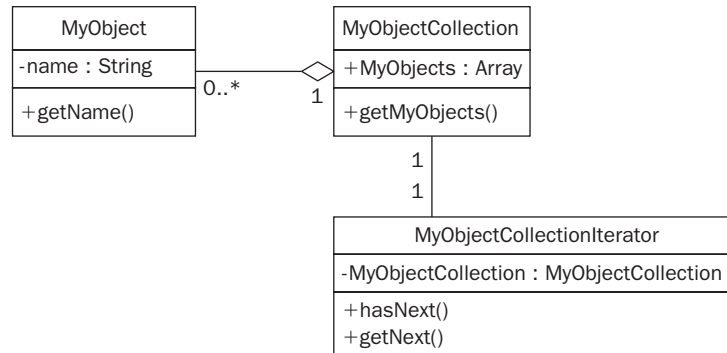 MyObject
-name : String
+getName()
0..*
1
MyObjectCollection
+MyObjects : Array
+getMyObjects()
1
1
MyObjectCollectionIterator
-MyObjectCollection : MyObjectCollection
+hasNext()
+getNext()